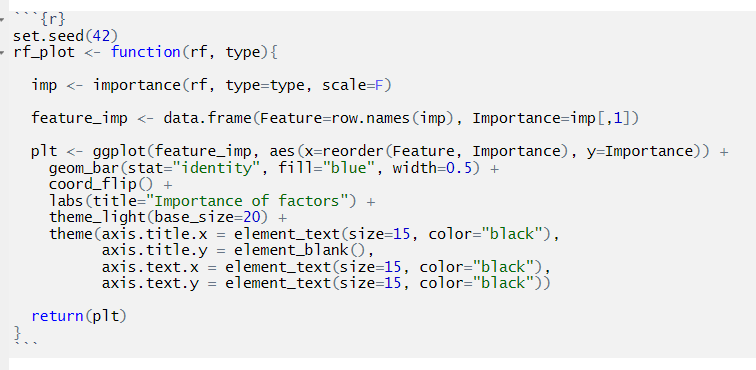 ```{r}
set.seed(42)
rf_plot <- function(rf, type){

  imp <- importance(rf, type=type, scale=F)

  feature_imp <- data.frame(Feature=row.names(imp), Importance=imp[,1])

  plt <- ggplot(feature_imp, aes(x=reorder(Feature, Importance), y=Importance)) +
    geom_bar(stat="identity", fill="blue", width=0.5) +
    coord_flip() +
    labs(title="Importance of factors") +
    theme_light(base_size=20) +
    theme(axis.title.x = element_text(size=15, color="black"),
          axis.title.y = element_blank(),
          axis.text.x = element_text(size=15, color="black"),
          axis.text.y = element_text(size=15, color="black"))

  return(plt)
}
```